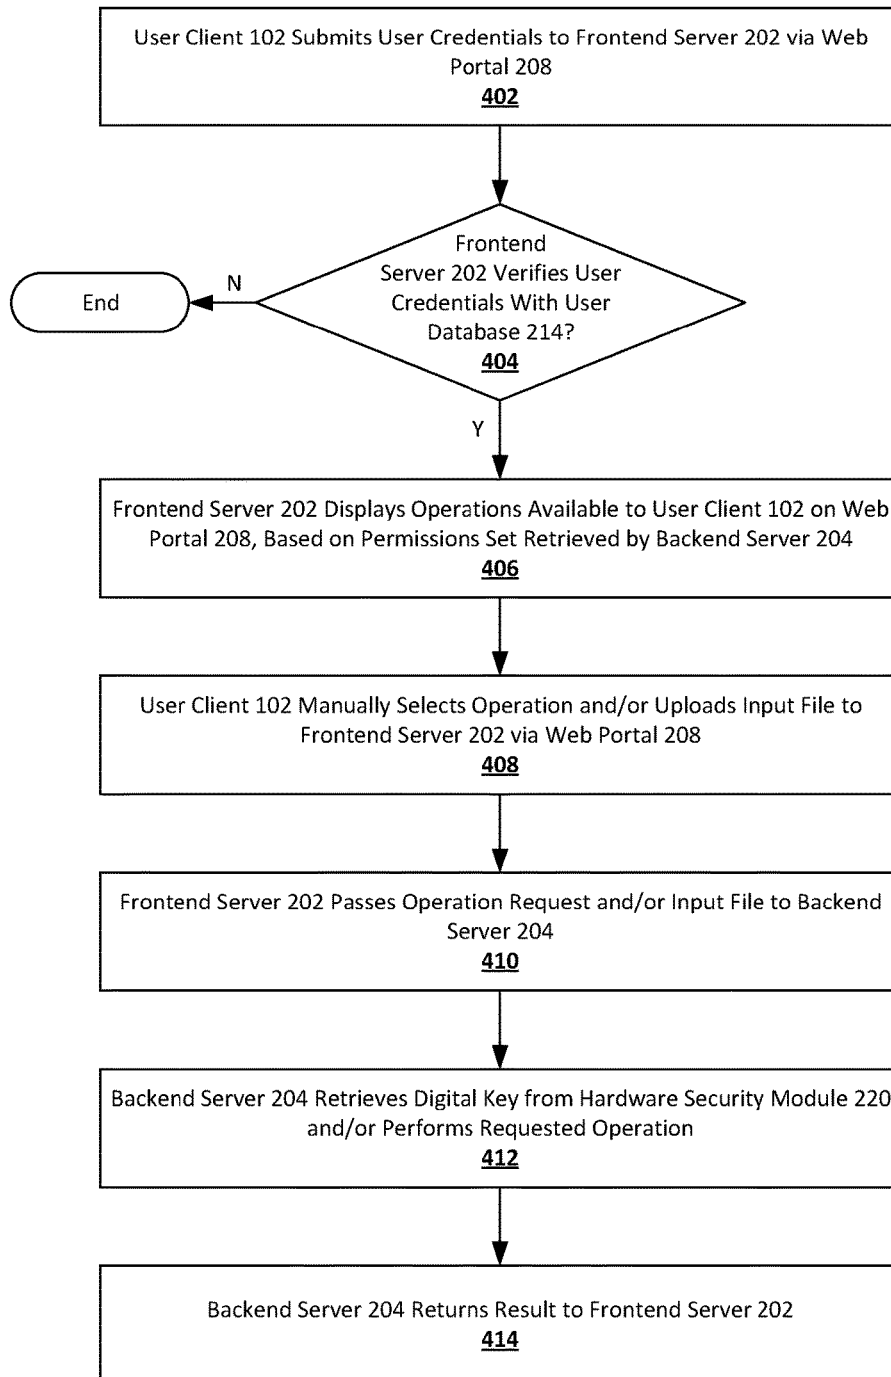 User Client 102 Submits User Credentials to Frontend Server 202 via Web
Portal 208
402
Frontend
Server 202 Verifies User
Credentials With User
Database 214?
404
N
End
Y
Frontend Server 202 Displays Operations Available to User Client 102 on Web
Portal 208, Based on Permissions Set Retrieved by Backend Server 204
406
User Client 102 Manually Selects Operation and/or Uploads Input File to
Frontend Server 202 via Web Portal 208
408
Frontend Server 202 Passes Operation Request and/or Input File to Backend
Server 204
410
Backend Server 204 Retrieves Digital Key from Hardware Security Module 220
and/or Performs Requested Operation
412
Backend Server 204 Returns Result to Frontend Server 202
414